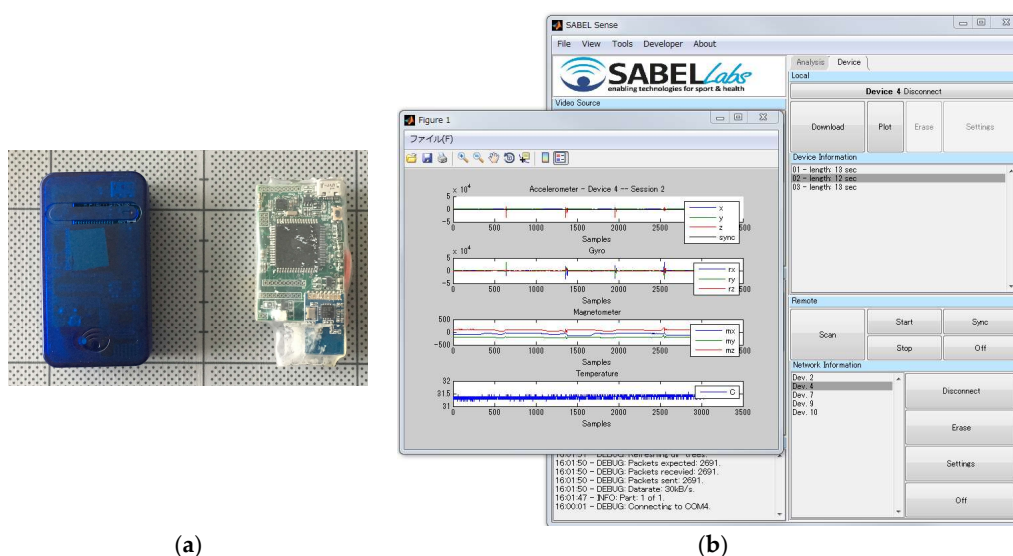 SABEL Sense
File View Tools Developer About
SABEL Labs
enabling technologies for sport & health
Video Source
Analysis Device
Local
Device 4 Disconnect
Download Plot Erase Settings
Device Information
01 - length: 13 sec
02 - length: 12 sec
03 - length: 13 sec
Remote
Scan Start Sync
Stop Off
Network Information
Dev. 2
Dev. 4
Dev. 7
Dev. 9
Dev. 10
Disconnect
Erase
Settings
Off
Figure 1
ファイル(F)
Accelerometer - Device 4 -- Session 2
x 10⁴
5
0
-5
0 500 1000 1500 2000 2500 3500
x
y
z
sync
Samples
Gyro
x 10⁴
5
0
-5
0 500 1000 1500 2000 2500 3500
rx
ry
rz
Samples
Magnetometer
500
0
-500
0 500 1000 1500 2000 2500 3500
mx
my
mz
Samples
Temperature
32
31.5
31
0 500 1000 1500 2000 2500 3000 3500
C
Samples
16:01:50 - DEBUG: Packets expected: 2691.
16:01:50 - DEBUG: Packets recevied: 2691.
16:01:50 - DEBUG: Packets sent: 2691.
16:01:50 - DEBUG: Datarate: 30kB/s.
16:01:47 - INFO: Part: 1 of 1.
16:00:01 - DEBUG: Connecting to COM4.
(a)
(b)